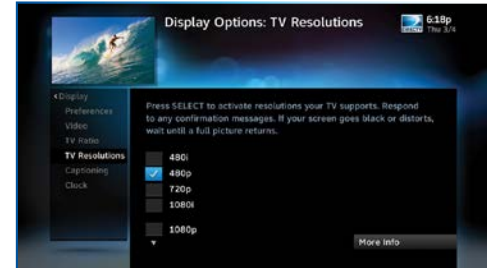 Display Options: TV Resolutions
DIRECTV
6:18p
Thu 3/4
Display
Preferences
Video
TV Ratio
TV Resolutions
Captioning
Clock
Press SELECT to activate resolutions your TV supports. Respond
to any confirmation messages. If your screen goes black or distorts,
wait until a full picture returns.
480i
480p
720p
1080i
1080p
More Info